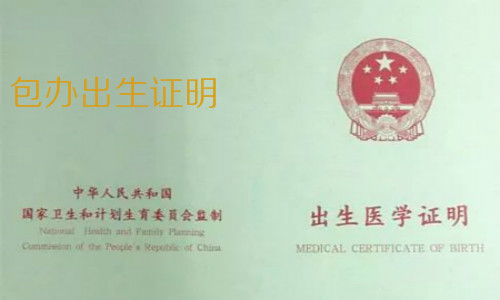 包办出生证明
中华人民共和国
国家卫生和计划生育委员会监制
National Health and Family Planning
Commission of the People's Republic of China
出生医学证明
MEDICAL CERTIFICATE OF BIRTH